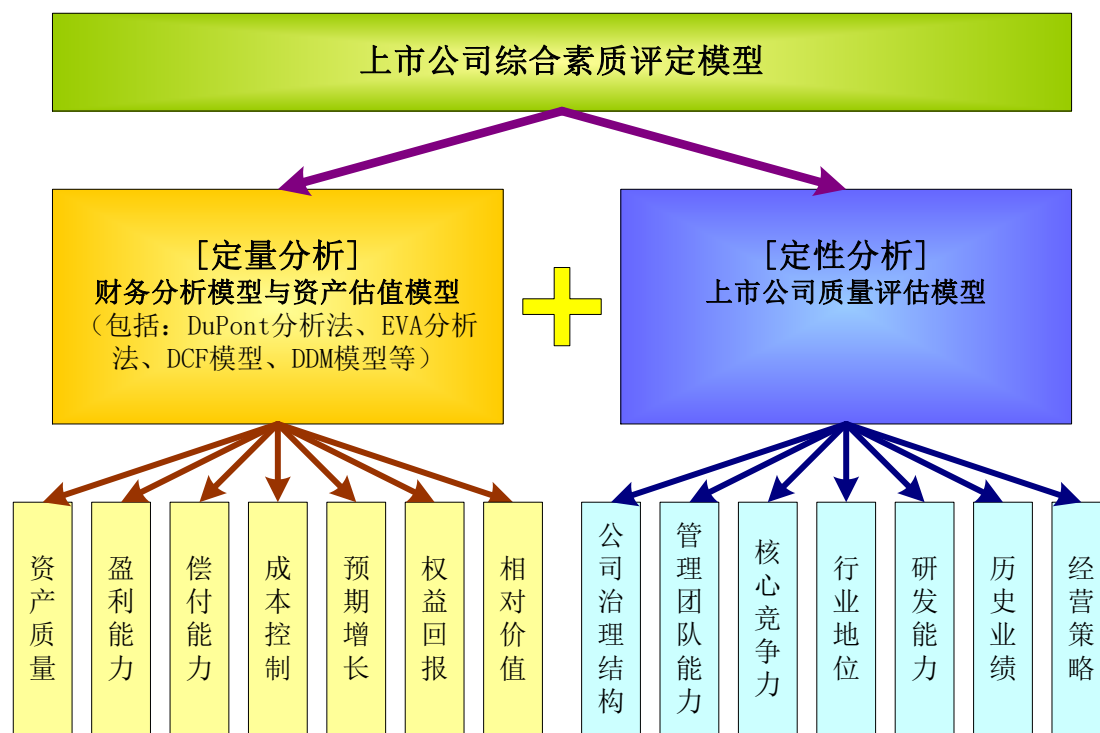 上市公司综合素质评定模型
[定量分析]
财务分析模型与资产估值模型
（包括：DuPont分析法、EVA分析
法、DCF模型、DDM模型等）
[定性分析]
上市公司质量评估模型
资产质量
盈利能力
偿付能力
成本控制
预期增长
权益回报
相对价值
公司治理结构
管理团队能力
核心竞争力
行业地位
研发能力
历史业绩
经营策略